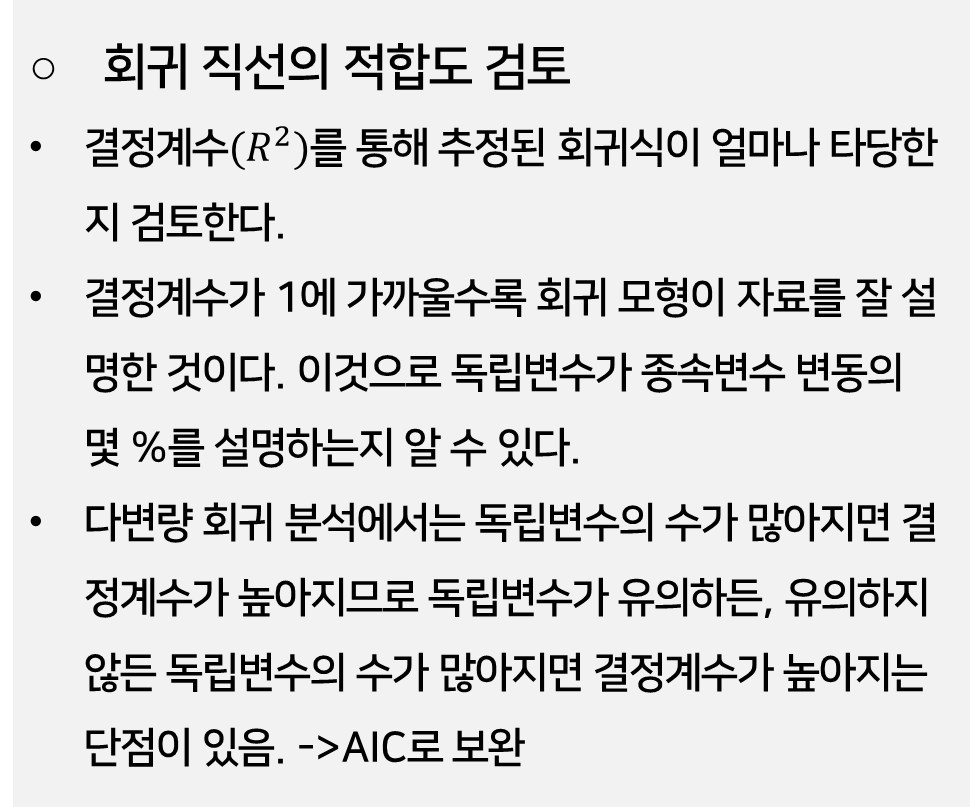 ○ 회귀 직선의 적합도 검토
• 결정계수(R²)를 통해 추정된 회귀식이 얼마나 타당한
지 검토한다.
• 결정계수가 1에 가까울수록 회귀 모형이 자료를 잘 설
명한 것이다. 이것으로 독립변수가 종속변수 변동의
몇 %를 설명하는지 알 수 있다.
• 다변량 회귀 분석에서는 독립변수의 수가 많아지면 결
정계수가 높아지므로 독립변수가 유의하든, 유의하지
않든 독립변수의 수가 많아지면 결정계수가 높아지는
단점이 있음. ->AIC로 보완